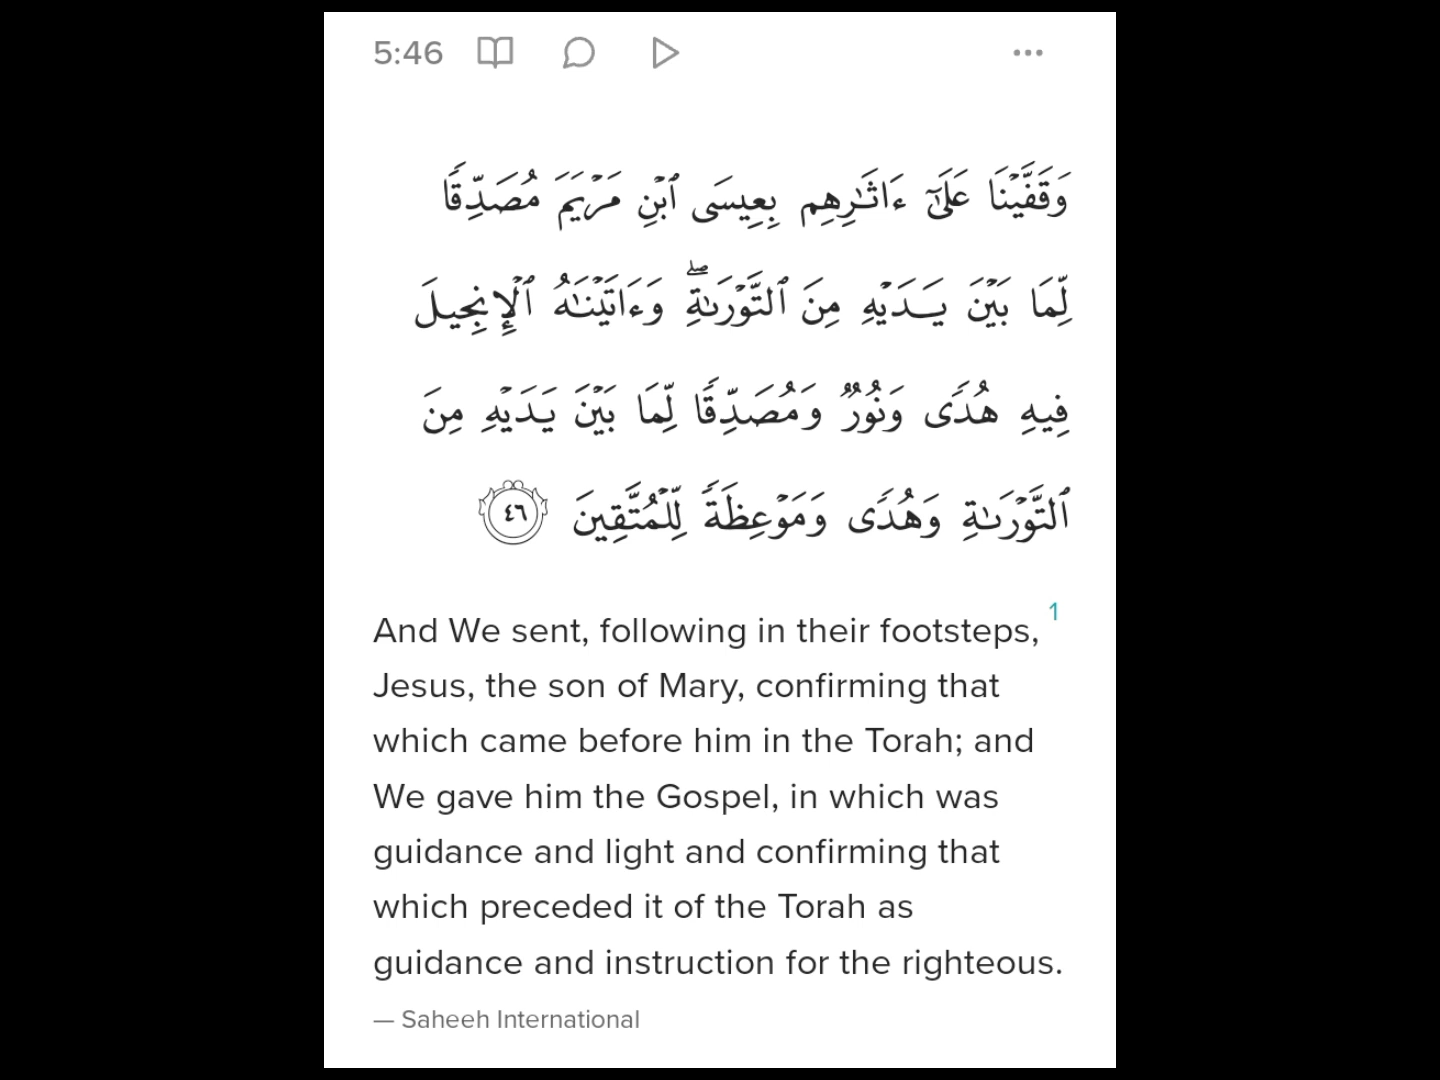 5:46
وَقَفَّيۡنَا عَلَىٰٓ ءَاثَـٰرِهِم بِعِيسَى ٱبۡنِ مَرۡيَمَ مُصَدِّقٗا
لِّمَا بَيۡنَ يَدَيۡهِ مِنَ ٱلتَّوۡرَىٰةِۖ وَءَاتَيۡنَـٰهُ ٱلۡإِنجِيلَ
فِيهِ هُدٗى وَنُورٞ وَمُصَدِّقٗا لِّمَا بَيۡنَ يَدَيۡهِ مِنَ
ٱلتَّوۡرَىٰةِ وَهُدٗى وَمَوۡعِظَةٗ لِّلۡمُتَّقِينَ ٤٦
And We sent, following in their footsteps, 1
Jesus, the son of Mary, confirming that
which came before him in the Torah; and
We gave him the Gospel, in which was
guidance and light and confirming that
which preceded it of the Torah as
guidance and instruction for the righteous.
— Saheeh International